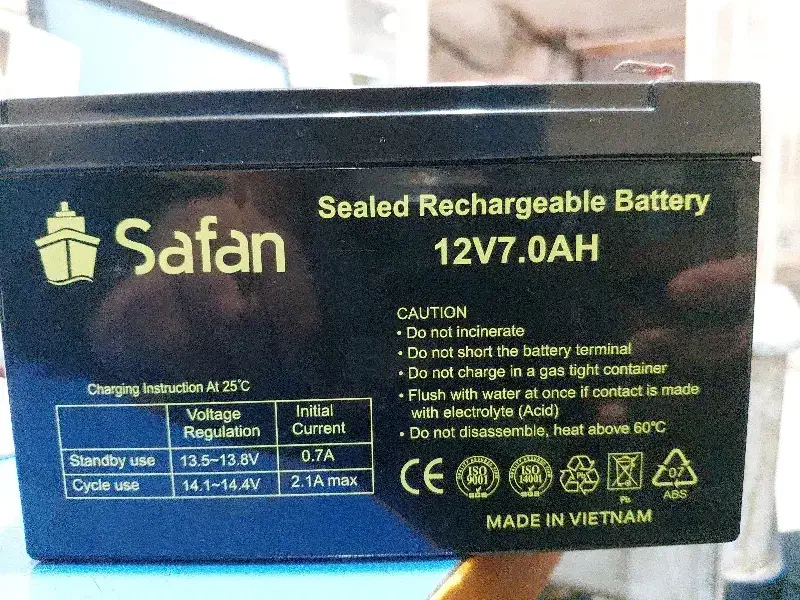 Safan
Sealed Rechargeable Battery
12V7.0AH
CAUTION
• Do not incinerate
• Do not short the battery terminal
• Do not charge in a gas tight container
• Flush with water at once if contact is made
with electrolyte (Acid)
• Do not disassemble, heat above 60°C
Charging Instruction At 25°C
Voltage Regulation Initial Current
Standby use 13.5~13.8V 0.7A
Cycle use 14.1~14.4V 2.1A max
CE ISO 9001 ISO 14001 Pb Pb 07 ABS
MADE IN VIETNAM